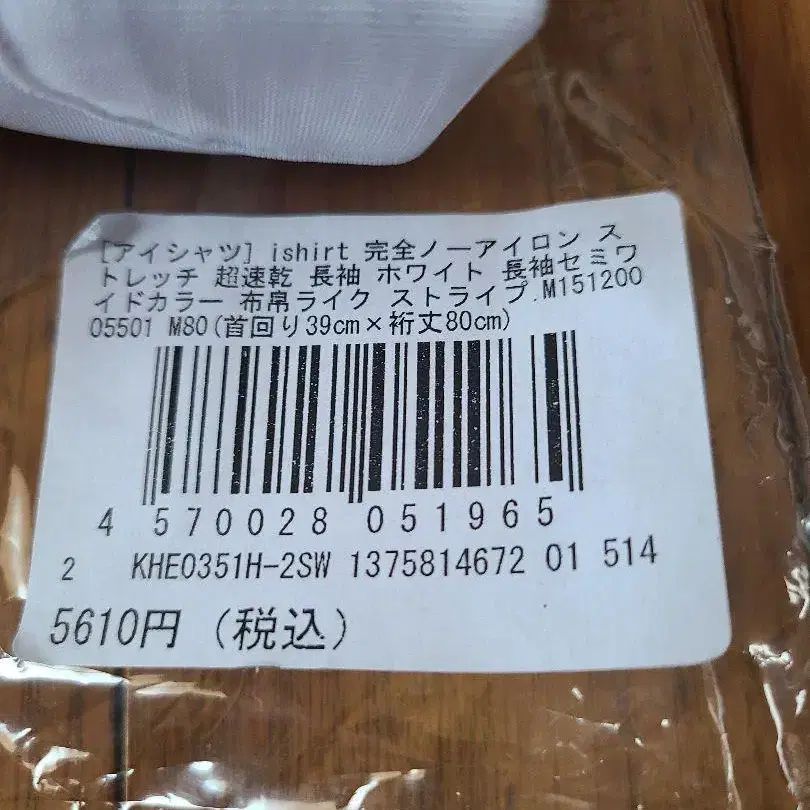 [アイシャツ] ishirt 完全ノーアイロン ス
トレッチ 超速乾 長袖 ホワイト 長袖セミワ
イドカラー 布帛ライク ストライプ.M151200
05501 M80(首回り39cm×裄丈80cm)
4 570028 051965
2 KHE0351H-2SW 1375814672 01 514
5610円 (税込)